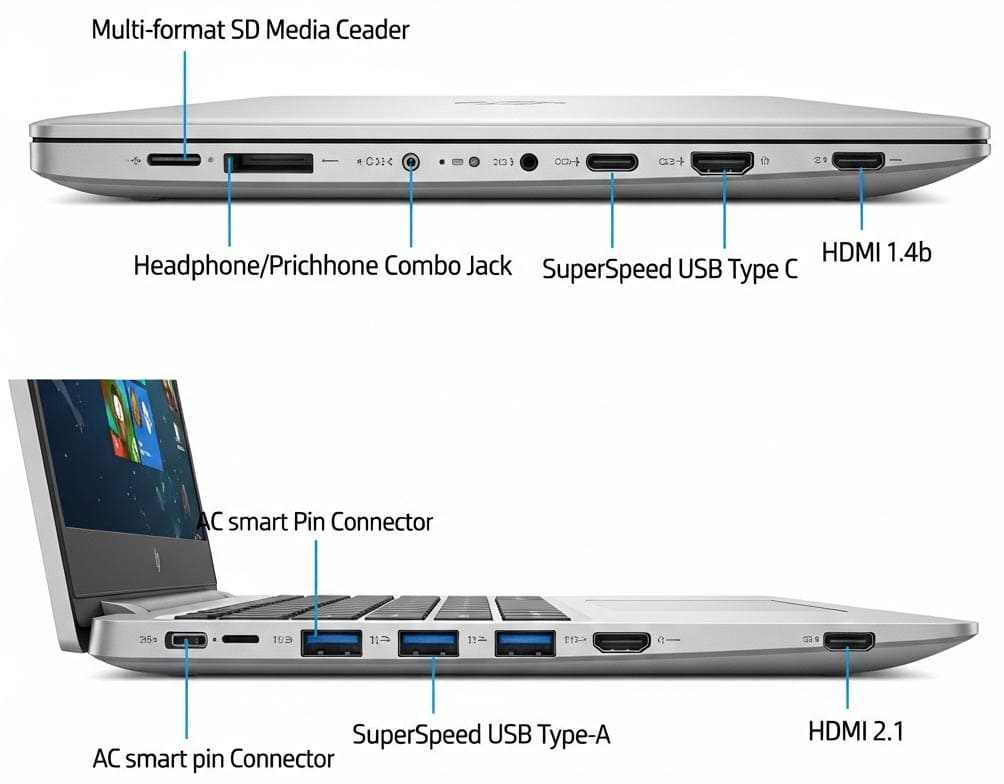 Multi-format SD Media Ceader
Headphone/Prichhone Combo Jack
SuperSpeed USB Type C
HDMI 1.4b
AC smart Pin Connector
SuperSpeed USB Type-A
HDMI 2.1
AC smart pin Connector